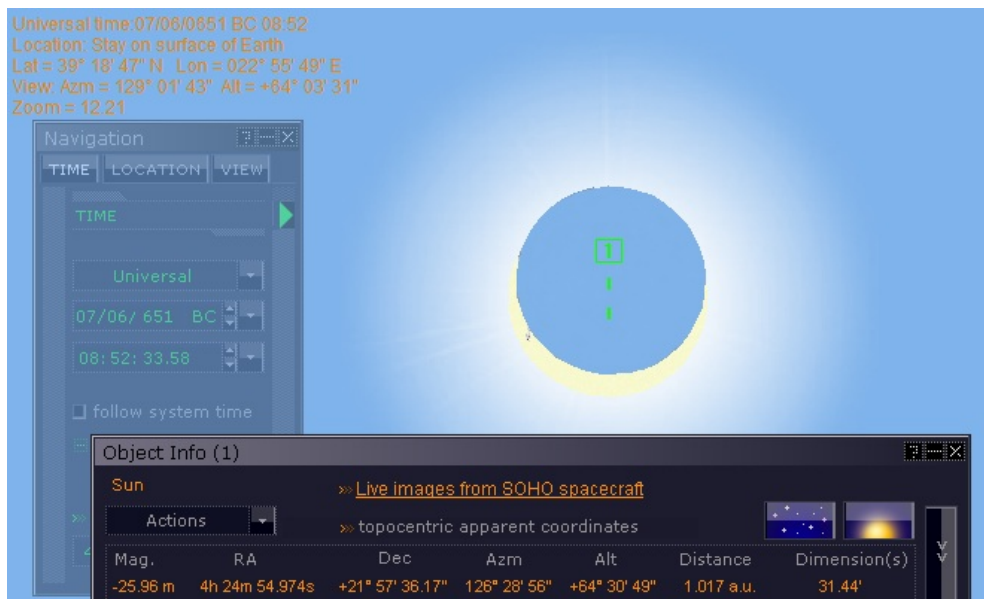 Universal time:07/06/0651 BC 08:52
Location: Stay on surface of Earth
Lat = 39° 18' 47" N Lon = 022° 55' 49" E
View: Azm = 129° 01' 43" Alt = +64° 03' 31"
Zoom = 12.21
Navigation
TIME LOCATION VIEW
TIME
Universal
07/06/ 651 BC
08: 52: 33.58
follow system time
1
Object Info (1)
Sun
»» Live images from SOHO spacecraft
Actions
»» topocentric apparent coordinates
Mag. RA Dec Azm Alt Distance Dimension(s)
-25.96 m 4h 24m 54.974s +21° 57' 36.17" 126° 28' 56" +64° 30' 49" 1.017 a.u. 31.44'